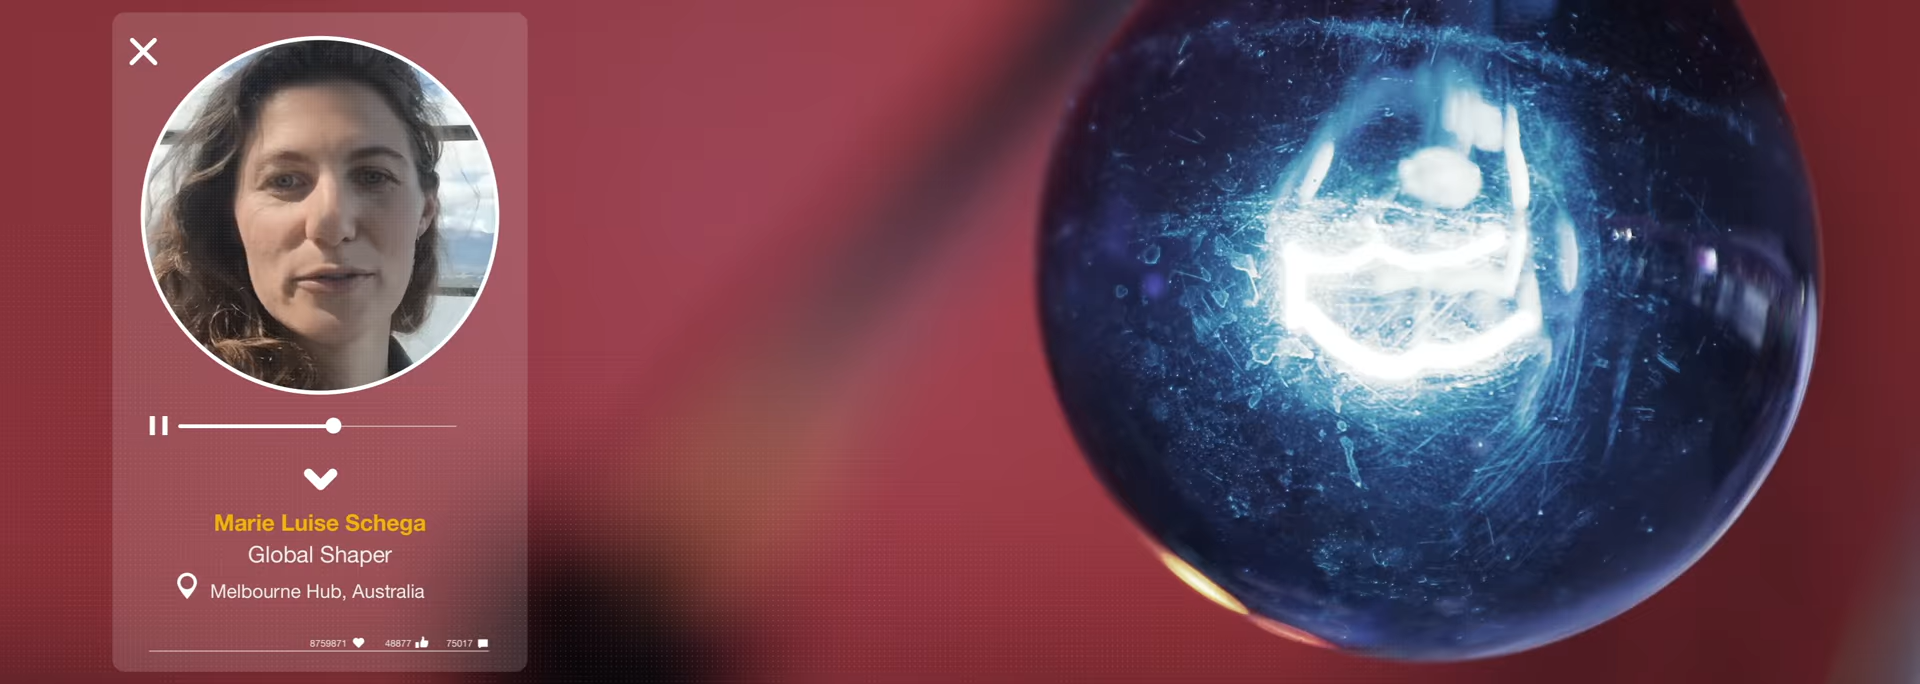 Marie Luise Schega
Global Shaper
Melbourne Hub, Australia
8759871 48877 75017